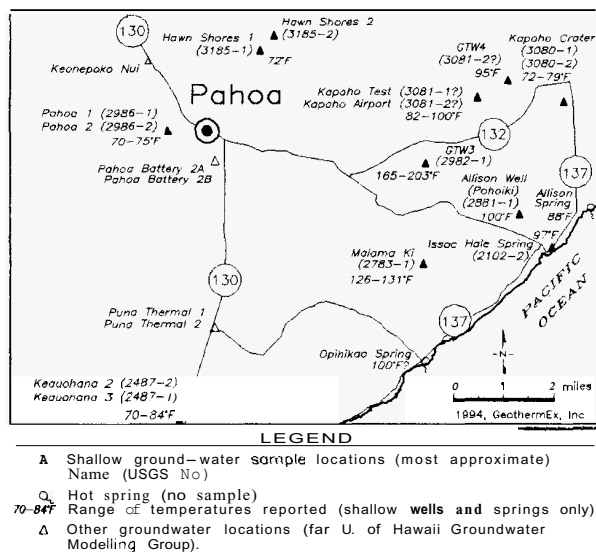 130
Hawn Shores 1
(3185-1)
72°F
Hawn Shores 2
(3185-2)
Keonepoko Nui
GTW4
(3081-2?)
95°F
Kapoho Crater
(3080-1)
(3080-2)
72-79°F
Pahoa
Kapoho Test (3081-1?)
Kapoho Airport (3081-2?)
82-100°F
Pahoa 1 (2986-1)
Pahoa 2 (2986-2)
70-75°F
132
GTW3
(2982-1)
165-203°F
137
Pahoa Battery 2A
Pahoa Battery 2B
Allison Well
(Pohoiki)
(2881-1)
100°F
Allison
Spring
88°F
97°F
Issac Hale Spring
(2102-2)
Malama Ki
(2783-1)
126-131°F
PACIFIC
OCEAN
130
Puna Thermal 1
Puna Thermal 2
137
Opinikao Spring
100°F?
-N-
Keauohana 2 (2487-2)
Keauohana 3 (2487-1)
70-84°F
0 1 2 miles
1994, GeothermEx, Inc
LEGEND
A Shallow ground-water sample locations (most approximate)
Name (USGS No)
Hot spring (no sample)
70-84°F Range of temperatures reported (shallow wells and springs only)
Δ Other groundwater locations (far U. of Hawaii Groundwater
Modelling Group).